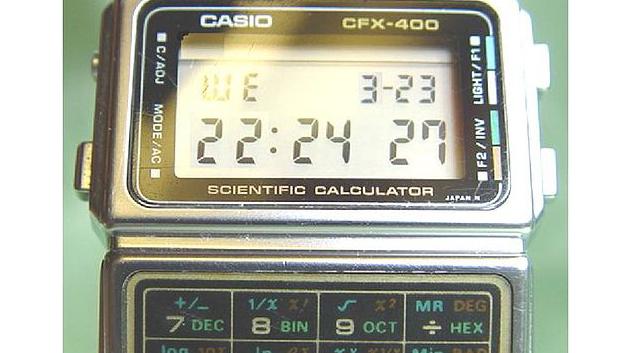 CASIO CFX-400
C/ADJ
MODE/AC
LIGHT/F1
F2/INV
WE 3-23
22:24 27
SCIENTIFIC CALCULATOR
JAPAN N
+/− 1/x x! √ x² MR DEG
7 DEC 8 BIN 9 OCT ÷ HEX